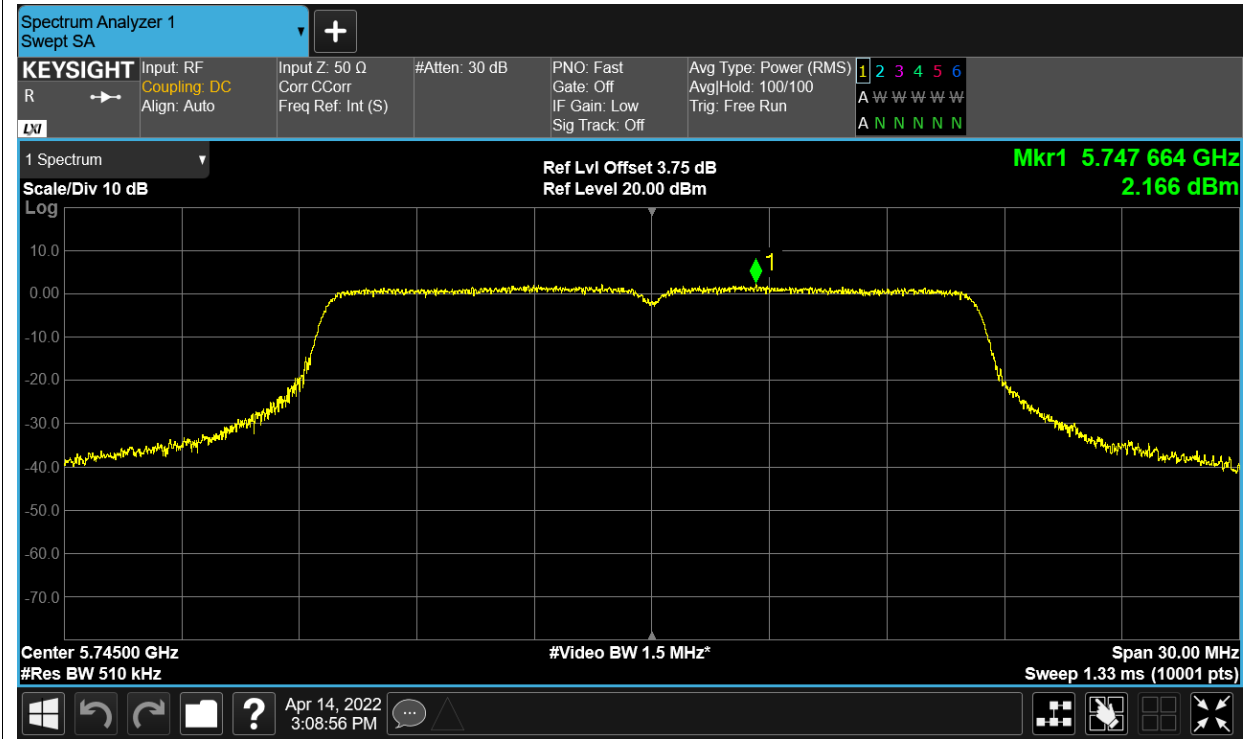 Spectrum Analyzer 1
Swept SA
+
KEYSIGHT
R
LXI
Input: RF
Coupling: DC
Align: Auto
Input Z: 50 Ω
Corr CCorr
Freq Ref: Int (S)
#Atten: 30 dB
PNO: Fast
Gate: Off
IF Gain: Low
Sig Track: Off
Avg Type: Power (RMS)
Avg|Hold: 100/100
Trig: Free Run
1 2 3 4 5 6
A W W W W W
A N N N N N
1 Spectrum
Scale/Div 10 dB
Log
Ref Lvl Offset 3.75 dB
Ref Level 20.00 dBm
Mkr1 5.747 664 GHz
2.166 dBm
1
10.0
0.00
-10.0
-20.0
-30.0
-40.0
-50.0
-60.0
-70.0
Center 5.74500 GHz
#Res BW 510 kHz
#Video BW 1.5 MHz*
Span 30.00 MHz
Sweep 1.33 ms (10001 pts)
?
Apr 14, 2022
3:08:56 PM